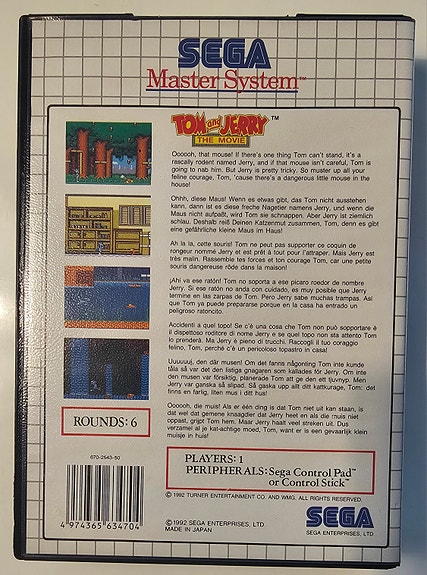 SEGA
Master System™
TOM and JERRY™
THE MOVIE
Oooooh, that mouse! If there's one thing Tom can't stand, it's a
rascally rodent named Jerry, and if that mouse isn't careful, Tom is
going to nab him. But Jerry is pretty tricky. So muster up all your
feline courage, Tom, 'cause there's a dangerous little mouse in the
house!
Ohhh, diese Maus! Wenn es etwas gibt, das Tom nicht ausstehen
kann, dann ist es diese freche Nagetier namens Jerry, und wenn die
Maus nicht aufpaßt, wird Tom sie schnappen. Aber Jerry ist ziemlich
schlau. Deshalb reiß Deinen Katzenmut zusammen, Tom, denn es gibt
eine gefährliche kleine Maus im Haus!
Ah la la, cette souris! Tom ne peut pas supporter ce coquin de
rongeur nommé Jerry et est prêt à tout pour l'attraper. Mais Jerry est
très malin. Rassemble tes forces et ton courage Tom, car une petite
souris dangereuse rôde dans la maison!
¡Ahí va ese ratón! Tom no soporta a ese picaro roedor de nombre
Jerry. Si ese ratón no anda con cuidado, es muy posible que Jerry
termine en las zarpas de Tom. Pero Jerry sabe muchas trampas. Así
que Tom ya puede prepararse porque en la casa ha entrado un
peligroso ratoncito.
Accidenti a quel topo! Se c'è una cosa che Tom non può sopportare è
il dispettoso roditore di nome Jerry e se quel topo non sta attento Tom
lo prenderà. Ma Jerry è pieno di trucchi. Raccogli il tuo coraggio
felino, Tom, perché c'è un pericoloso topastro in casa!
Uuuuuj, den där musen! Om det fanns någonting Tom inte kunde
tåla så var det den listiga gnagaren som kallades för Jerry. Om inte
den musen var försiktig, planerade Tom att ge den ett tjuvnyp. Men
Jerry var ganska så slipad. Så gaska upp allt ditt kattkurage, Tom: det
finns en farlig, liten mus i ditt hus!
Ooooh, die muis! Als er één ding is dat Tom niet uit kan staan, is
dat wel dat gemene knaagdier dat Jerry heet en als die muis niet
oppast, grijpt Tom hem. Maar Jerry haalt veel streken uit. Dus
verzamel al je kat-achtige moed, Tom, want er is een gevaarlijk klein
muisje in huis!
ROUNDS: 6
PLAYERS: 1
PERIPHERALS: Sega Control Pad™
or Control Stick™
670-2543-50
© 1992 TURNER ENTERTAINMENT CO. AND WMG. ALL RIGHTS RESERVED.
4 974365 634704
©1992 SEGA ENTERPRISES, LTD.
MADE IN JAPAN
SEGA
SEGA ENTERPRISES, LTD.